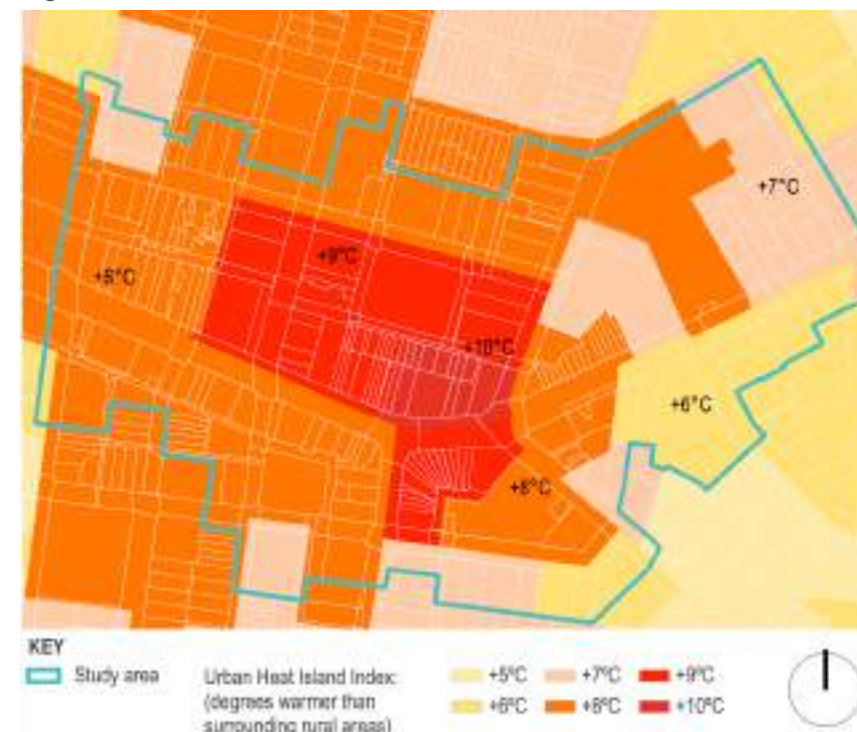 +7°C
+9°C
+8°C
+10°C
+6°C
+8°C
KEY
Study area
Urban Heat Island Index:
(degrees warmer than
surrounding rural areas)
+5°C
+7°C
+9°C
+6°C
+8°C
+10°C